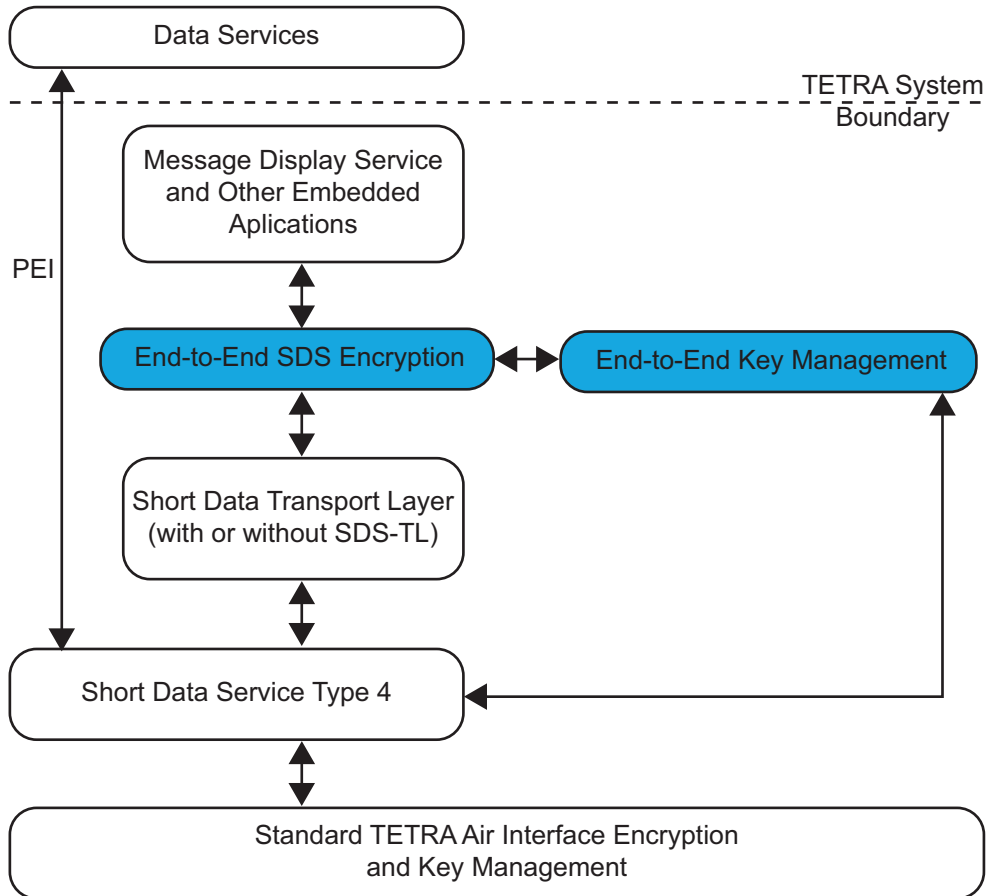 Data Services
TETRA System
Boundary
Message Display Service
and Other Embedded
Aplications
PEI
End-to-End SDS Encryption
End-to-End Key Management
Short Data Transport Layer
(with or without SDS-TL)
Short Data Service Type 4
Standard TETRA Air Interface Encryption
and Key Management